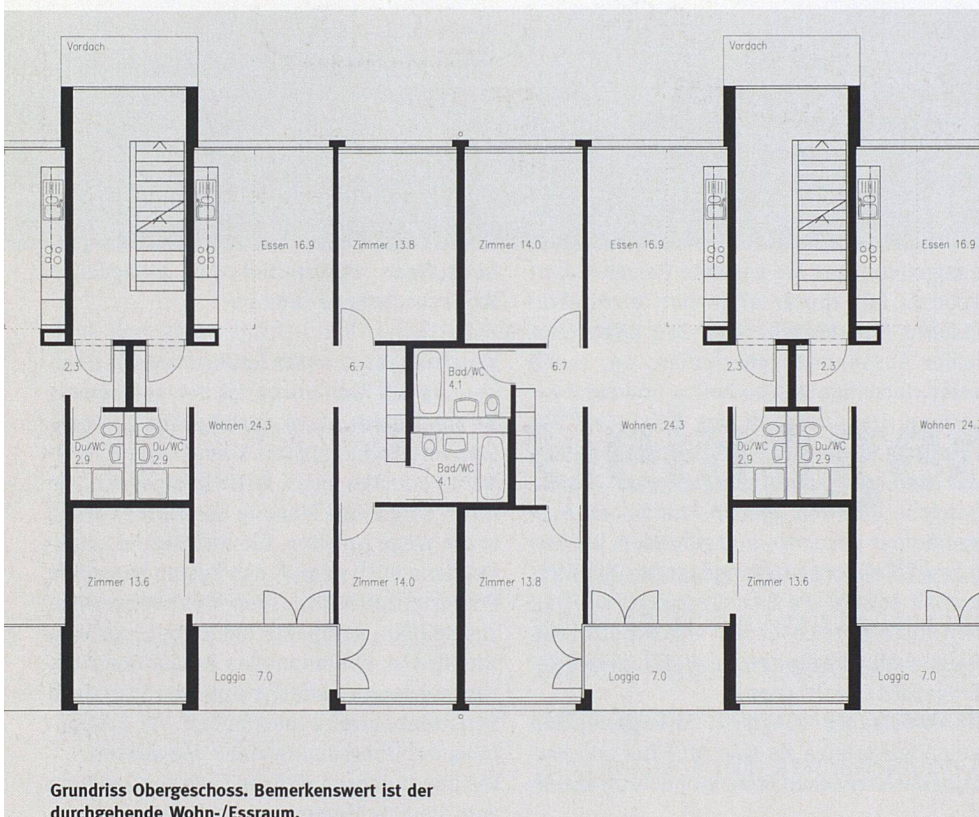 Vordach
Vordach
Essen 16.9
Zimmer 13.8
Zimmer 14.0
Essen 16.9
Essen 16.9
2.3
6.7
Bad/WC
4.1
6.7
2.3
2.3
Du/WC
2.9
Du/WC
2.9
Wohnen 24.3
Bad/WC
4.1
Wohnen 24.3
Du/WC
2.9
Du/WC
2.9
Wohnen 24.
Zimmer 13.6
Zimmer 14.0
Zimmer 13.8
Zimmer 13.6
Loggia 7.0
Loggia 7.0
Loggia 7.0
Grundriss Obergeschoss. Bemerkenswert ist der
durchgehende Wohn-/Essraum.